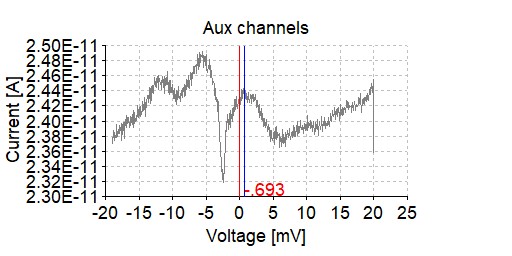 Aux channels
2.50E-11
2.48E-11
2.46E-11
2.44E-11
2.42E-11
2.40E-11
2.38E-11
2.36E-11
2.34E-11
2.32E-11
2.30E-11
Current [A]
-.693
-20 -15 -10 -5 0 5 10 15 20 25
Voltage [mV]